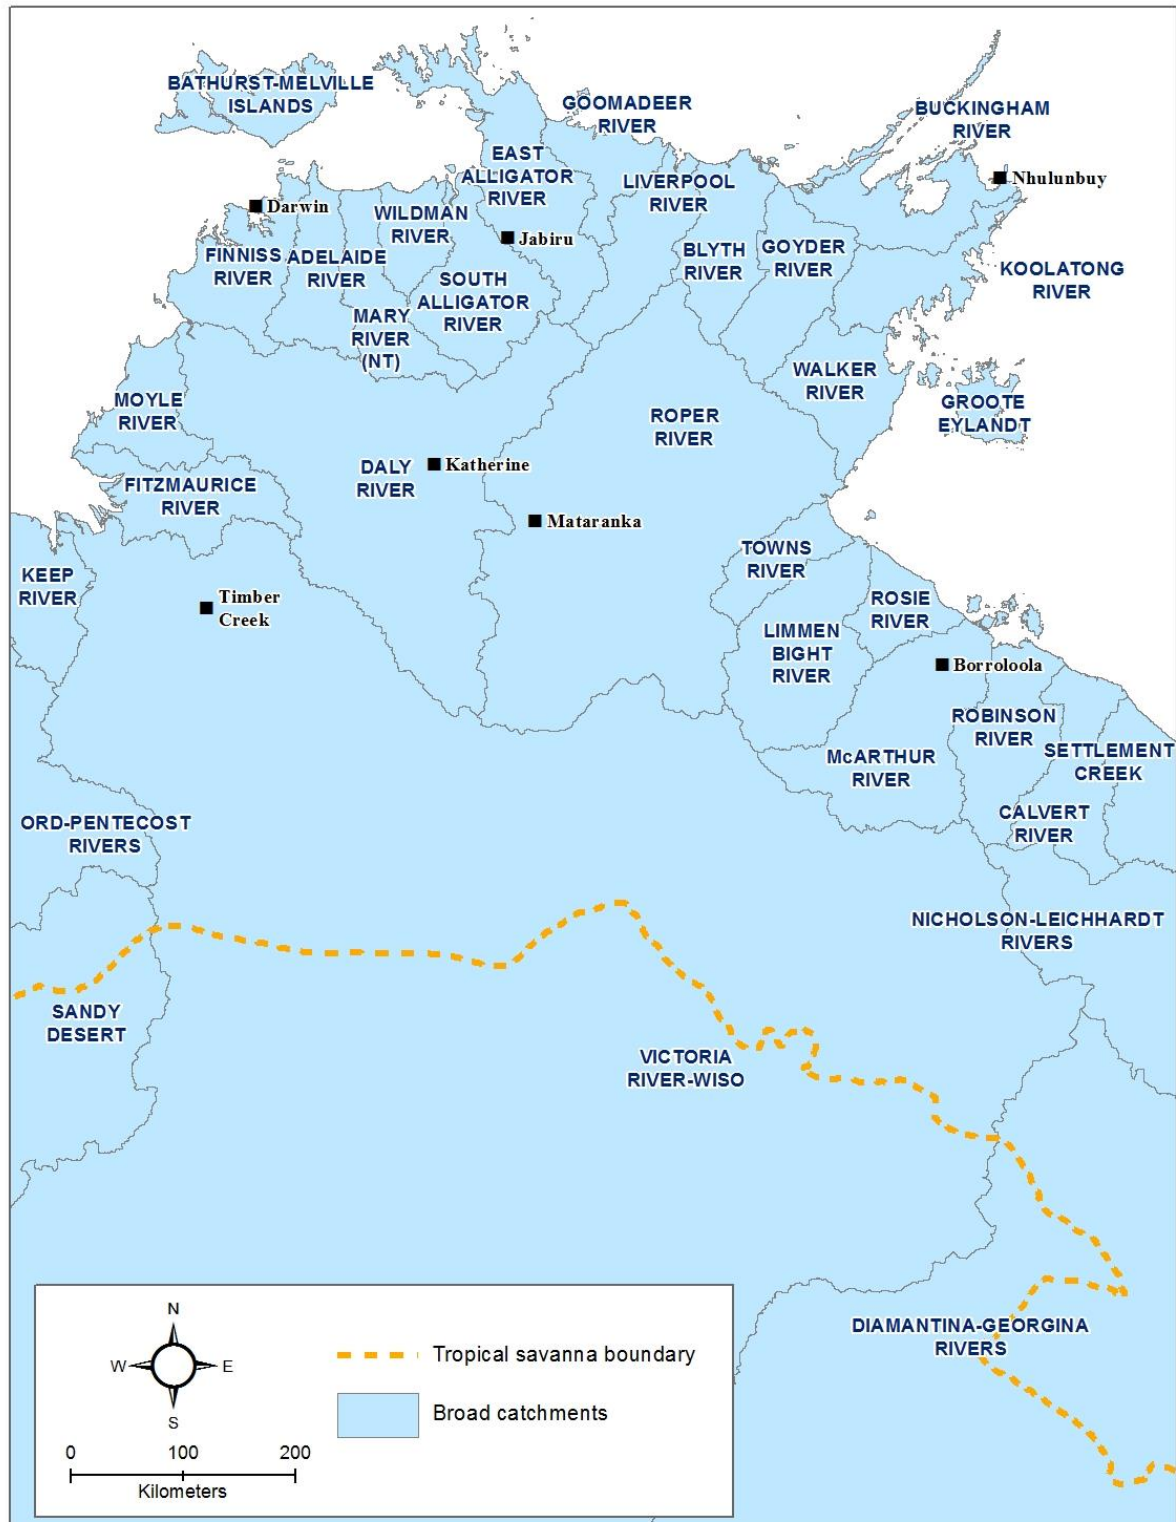 BATHURST-MELVILLE
ISLANDS
GOOMADEER
RIVER
BUCKINGHAM
RIVER
EAST
ALLIGATOR
RIVER
LIVERPOOL
RIVER
Nhulunbuy
Darwin
WILDMAN
RIVER
Jabiru
FINNISS
RIVER
ADELAIDE
RIVER
BLYTH
RIVER
GOYDER
RIVER
KOOLATONG
RIVER
SOUTH
ALLIGATOR
RIVER
MARY
RIVER
(NT)
WALKER
RIVER
MOYLE
RIVER
ROPER
RIVER
GROOTE
EYLANDT
DALY
RIVER
Katherine
FITZMAURICE
RIVER
Mataranka
KEEP
RIVER
Timber
Creek
TOWNS
RIVER
ROSIE
RIVER
LIMMEN
BIGHT
RIVER
Borroloola
ROBINSON
RIVER
McARTHUR
RIVER
SETTLEMENT
CREEK
ORD-PENTECOST
RIVERS
CALVERT
RIVER
NICHOLSON-LEICHHARDT
RIVERS
SANDY
DESERT
VICTORIA
RIVER-WISO
DIAMANTINA-GEORGINA
RIVERS
N
W
E
S
Tropical savanna boundary
Broad catchments
0 100 200
Kilometers